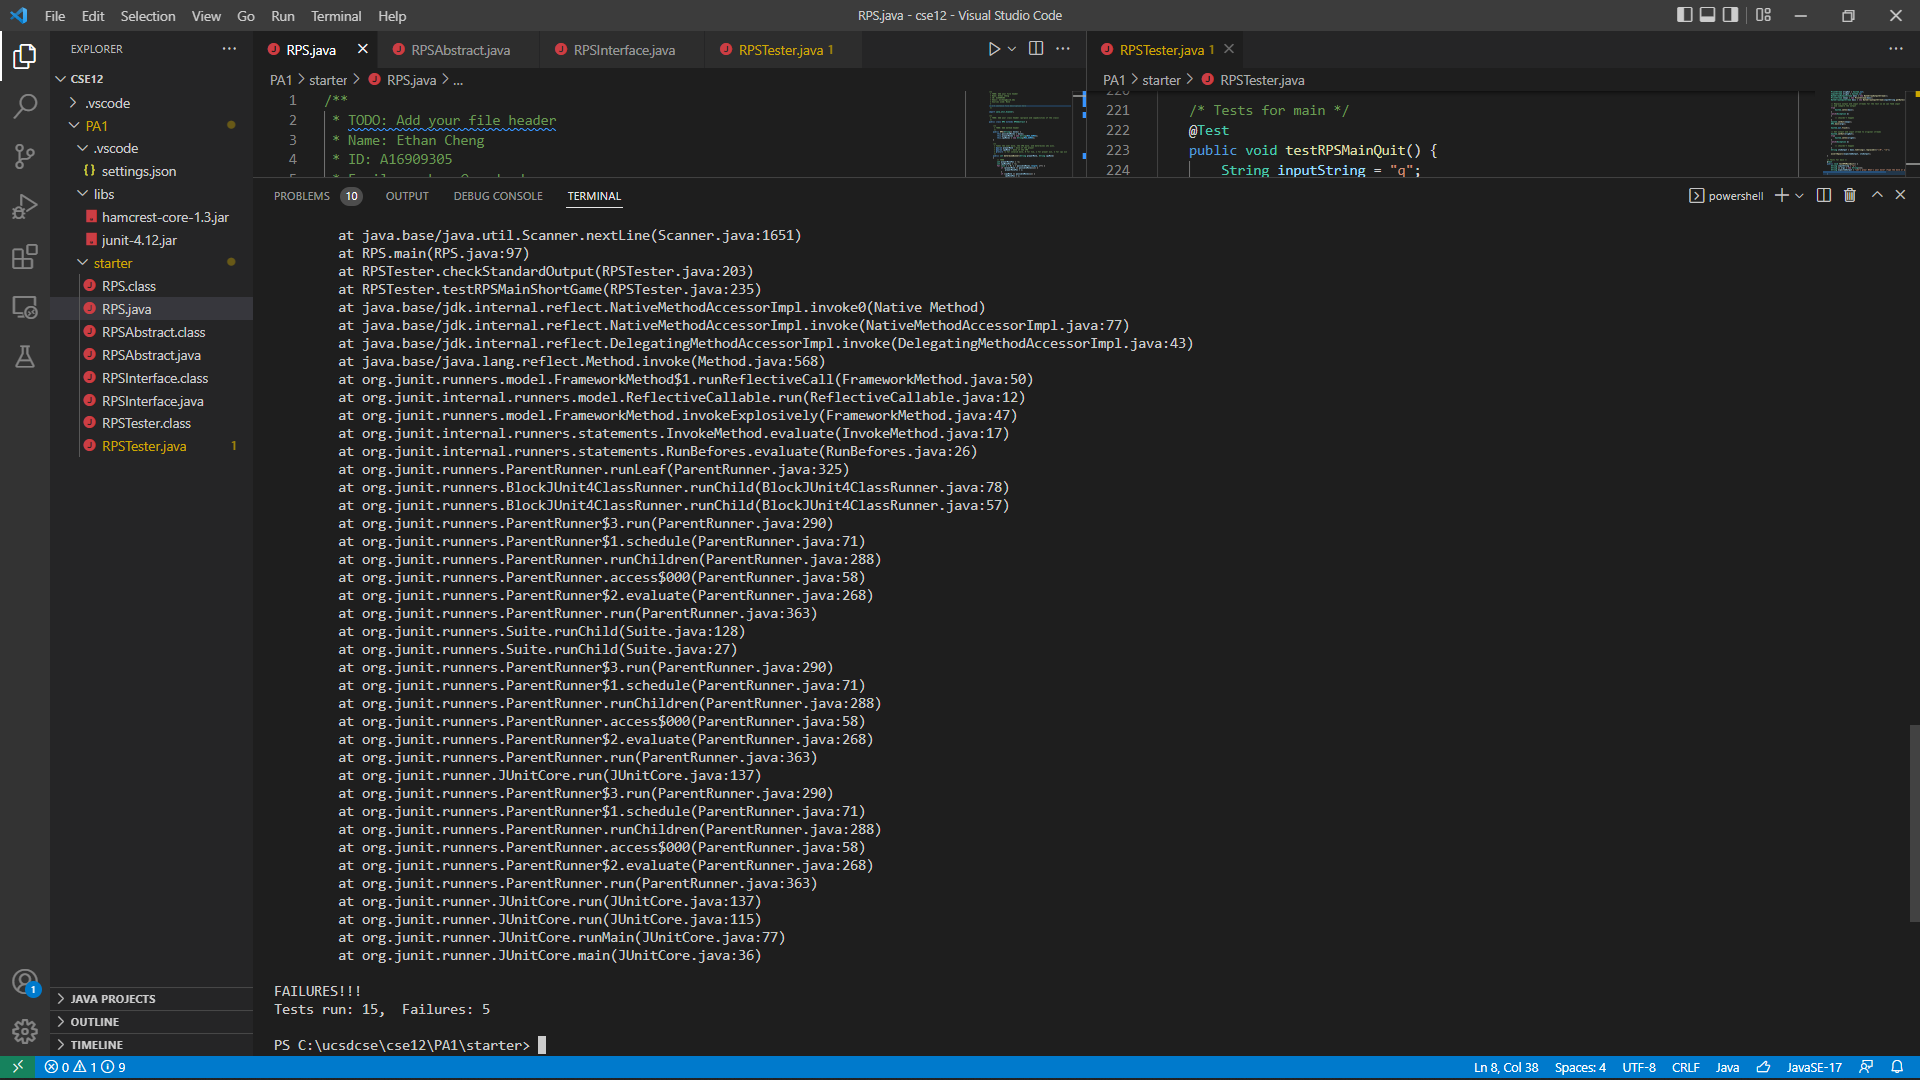 File Edit Selection View Go Run Terminal Help
RPS.java - cse12 - Visual Studio Code
EXPLORER
CSE12
.vscode
PA1
.vscode
settings.json
libs
hamcrest-core-1.3.jar
junit-4.12.jar
starter
RPS.class
RPS.java
RPSAbstract.class
RPSAbstract.java
RPSInterface.class
RPSInterface.java
RPSTester.class
RPSTester.java 1
JAVA PROJECTS
OUTLINE
TIMELINE
RPS.java RPSAbstract.java RPSInterface.java RPSTester.java 1
PA1 > starter > RPS.java > ...
1 /**
2 * TODO: Add your file header
3 * Name: Ethan Cheng
4 * ID: A16909305
RPSTester.java 1
PA1 > starter > RPSTester.java
220
221 /* Tests for main */
222 @Test
223 public void testRPSMainQuit() {
224 String inputString = "q";
PROBLEMS 10 OUTPUT DEBUG CONSOLE TERMINAL
powershell
at java.base/java.util.Scanner.nextLine(Scanner.java:1651)
at RPS.main(RPS.java:97)
at RPSTester.checkStandardOutput(RPSTester.java:203)
at RPSTester.testRPSMainShortGame(RPSTester.java:235)
at java.base/jdk.internal.reflect.NativeMethodAccessorImpl.invoke0(Native Method)
at java.base/jdk.internal.reflect.NativeMethodAccessorImpl.invoke(NativeMethodAccessorImpl.java:77)
at java.base/jdk.internal.reflect.DelegatingMethodAccessorImpl.invoke(DelegatingMethodAccessorImpl.java:43)
at java.base/java.lang.reflect.Method.invoke(Method.java:568)
at org.junit.runners.model.FrameworkMethod$1.runReflectiveCall(FrameworkMethod.java:50)
at org.junit.internal.runners.model.ReflectiveCallable.run(ReflectiveCallable.java:12)
at org.junit.runners.model.FrameworkMethod.invokeExplosively(FrameworkMethod.java:47)
at org.junit.internal.runners.statements.InvokeMethod.evaluate(InvokeMethod.java:17)
at org.junit.internal.runners.statements.RunBefores.evaluate(RunBefores.java:26)
at org.junit.runners.ParentRunner.runLeaf(ParentRunner.java:325)
at org.junit.runners.BlockJUnit4ClassRunner.runChild(BlockJUnit4ClassRunner.java:78)
at org.junit.runners.BlockJUnit4ClassRunner.runChild(BlockJUnit4ClassRunner.java:57)
at org.junit.runners.ParentRunner$3.run(ParentRunner.java:290)
at org.junit.runners.ParentRunner$1.schedule(ParentRunner.java:71)
at org.junit.runners.ParentRunner.runChildren(ParentRunner.java:288)
at org.junit.runners.ParentRunner.access$000(ParentRunner.java:58)
at org.junit.runners.ParentRunner$2.evaluate(ParentRunner.java:268)
at org.junit.runners.ParentRunner.run(ParentRunner.java:363)
at org.junit.runners.Suite.runChild(Suite.java:128)
at org.junit.runners.Suite.runChild(Suite.java:27)
at org.junit.runners.ParentRunner$3.run(ParentRunner.java:290)
at org.junit.runners.ParentRunner$1.schedule(ParentRunner.java:71)
at org.junit.runners.ParentRunner.runChildren(ParentRunner.java:288)
at org.junit.runners.ParentRunner.access$000(ParentRunner.java:58)
at org.junit.runners.ParentRunner$2.evaluate(ParentRunner.java:268)
at org.junit.runners.ParentRunner.run(ParentRunner.java:363)
at org.junit.runner.JUnitCore.run(JUnitCore.java:137)
at org.junit.runners.ParentRunner$3.run(ParentRunner.java:290)
at org.junit.runners.ParentRunner$1.schedule(ParentRunner.java:71)
at org.junit.runners.ParentRunner.runChildren(ParentRunner.java:288)
at org.junit.runners.ParentRunner.access$000(ParentRunner.java:58)
at org.junit.runners.ParentRunner$2.evaluate(ParentRunner.java:268)
at org.junit.runners.ParentRunner.run(ParentRunner.java:363)
at org.junit.runner.JUnitCore.run(JUnitCore.java:137)
at org.junit.runner.JUnitCore.run(JUnitCore.java:115)
at org.junit.runner.JUnitCore.runMain(JUnitCore.java:77)
at org.junit.runner.JUnitCore.main(JUnitCore.java:36)
FAILURES!!!
Tests run: 15,  Failures: 5
PS C:\ucsdcse\cse12\PA1\starter>
1
0 1 9
Ln 8, Col 38 Spaces: 4 UTF-8 CRLF Java JavaSE-17